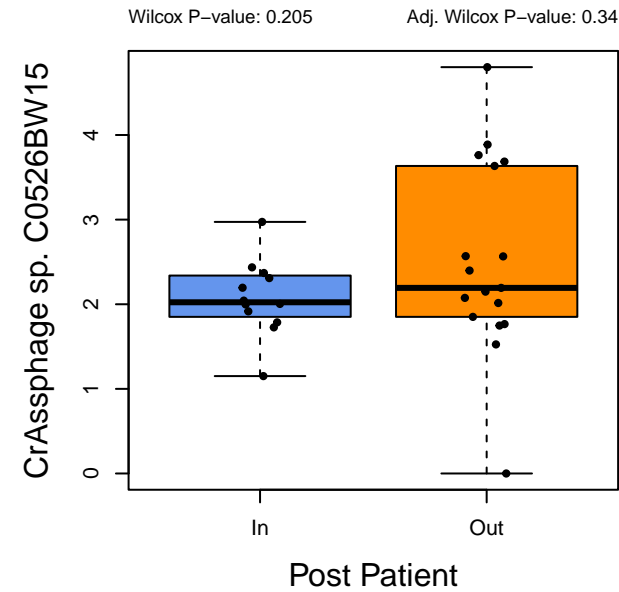 Wilcox P−value: 0.205
Adj. Wilcox P−value: 0.34
CrAssphage sp. C0526BW15
4
3
2
1
0
In
Out
Post Patient